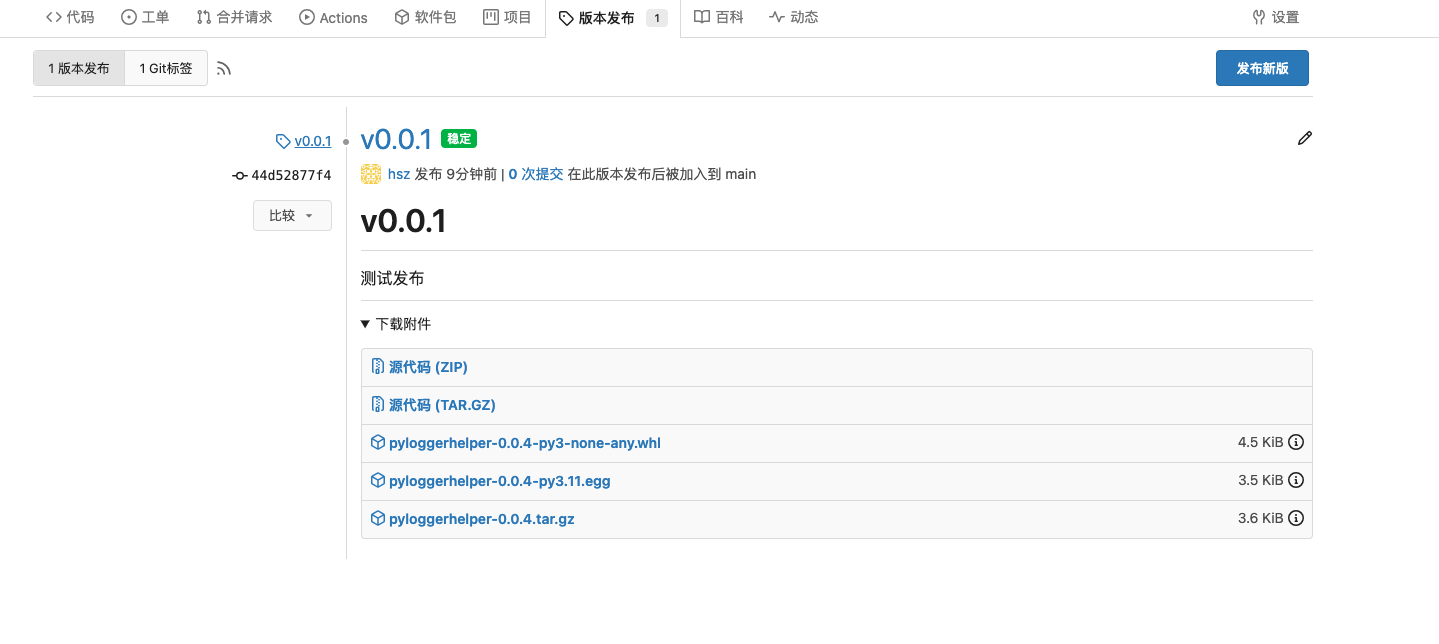 代码 工单 合并请求 Actions 软件包 项目 版本发布 1 百科 动态 设置
1 版本发布 1 Git标签 发布新版
v0.0.1 v0.0.1 稳定
44d52877f4 hsz 发布 9分钟前 | 0 次提交 在此版本发布后被加入到 main
比较 v0.0.1
测试发布
下载附件
源代码 (ZIP)
源代码 (TAR.GZ)
pyloggerhelper-0.0.4-py3-none-any.whl 4.5 KiB
pyloggerhelper-0.0.4-py3.11.egg 3.5 KiB
pyloggerhelper-0.0.4.tar.gz 3.6 KiB